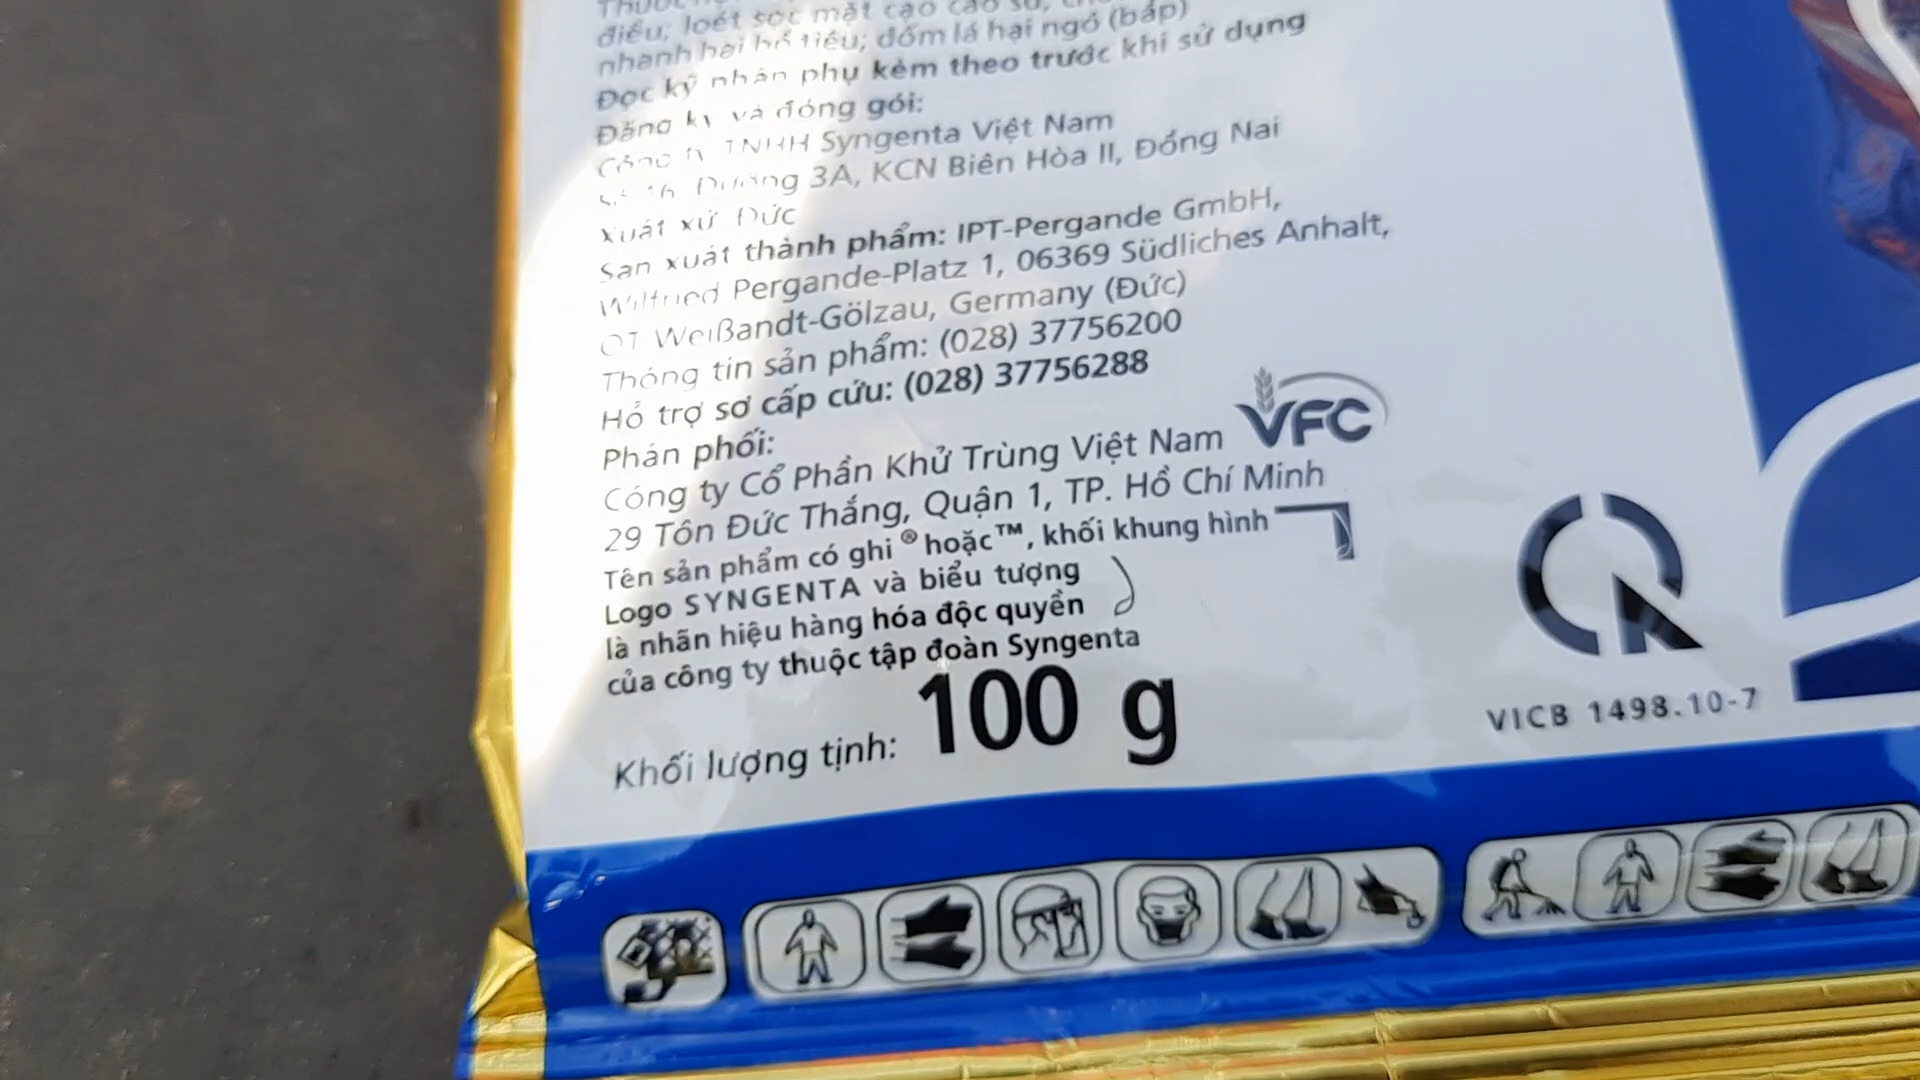 điều; loét sọc mặt cạo cao su,
nhanh hại hồ tiêu; đốm lá hại ngô (bắp)
Đọc kỹ nhãn phụ kèm theo trước khi sử dụng
Đăng ký và đóng gói:
Công ty TNHH Syngenta Việt Nam
Đường 3A, KCN Biên Hòa II, Đồng Nai
Xuất xứ Đức
Sản xuất thành phẩm: IPT-Pergande GmbH,
Wilfried Pergande-Platz 1, 06369 Südliches Anhalt,
OT Weißandt-Gölzau, Germany (Đức)
Thông tin sản phẩm: (028) 37756200
Hỗ trợ sơ cấp cứu: (028) 37756288
Phân phối:
Công ty Cổ Phần Khử Trùng Việt Nam VFC
29 Tôn Đức Thắng, Quận 1, TP. Hồ Chí Minh
Tên sản phẩm có ghi ® hoặc ™, khối khung hình
Logo SYNGENTA và biểu tượng
là nhãn hiệu hàng hóa độc quyền
của công ty thuộc tập đoàn Syngenta
Khối lượng tịnh: 100 g
VICB 1498.10-7